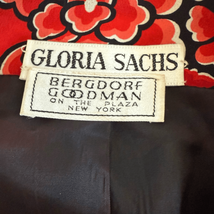 GLORIA SACHS
BERGDORF
GOODMAN
ON THE PLAZA
NEW YORK